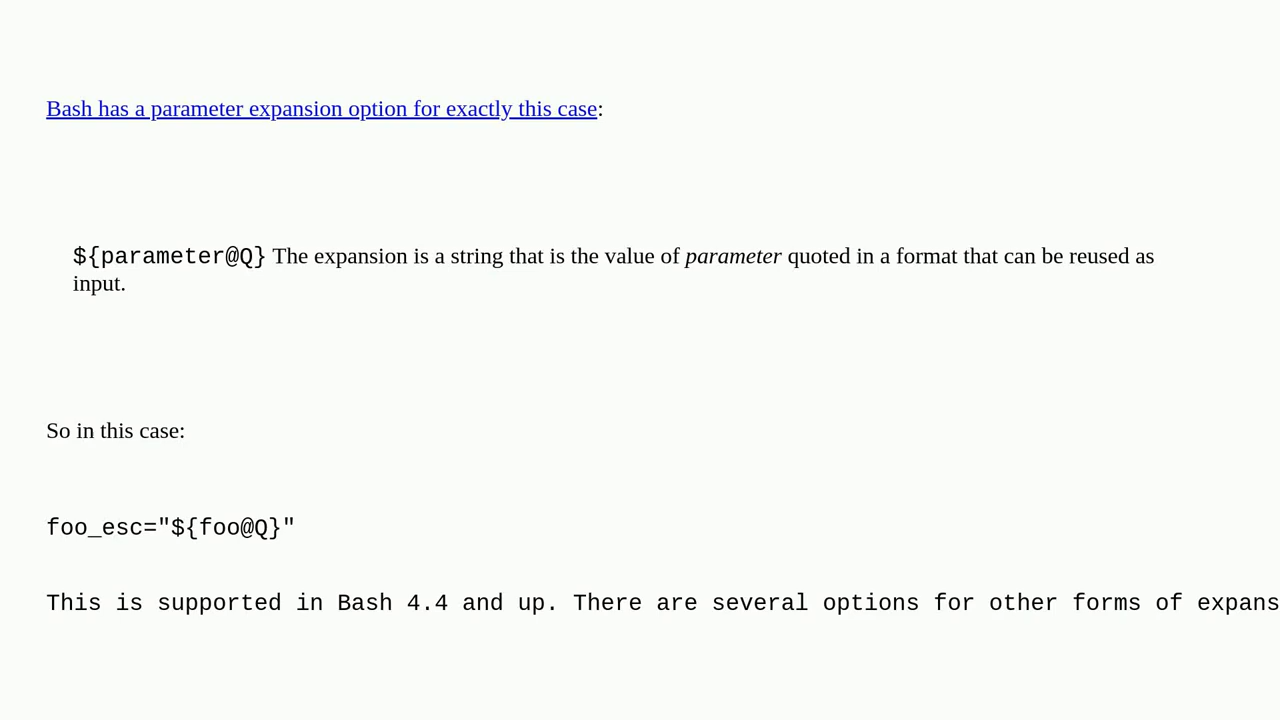 Bash has a parameter expansion option for exactly this case:
${parameter@Q} The expansion is a string that is the value of parameter quoted in a format that can be reused as
input.
So in this case:
foo_esc="${foo@Q}"
This is supported in Bash 4.4 and up. There are several options for other forms of expans